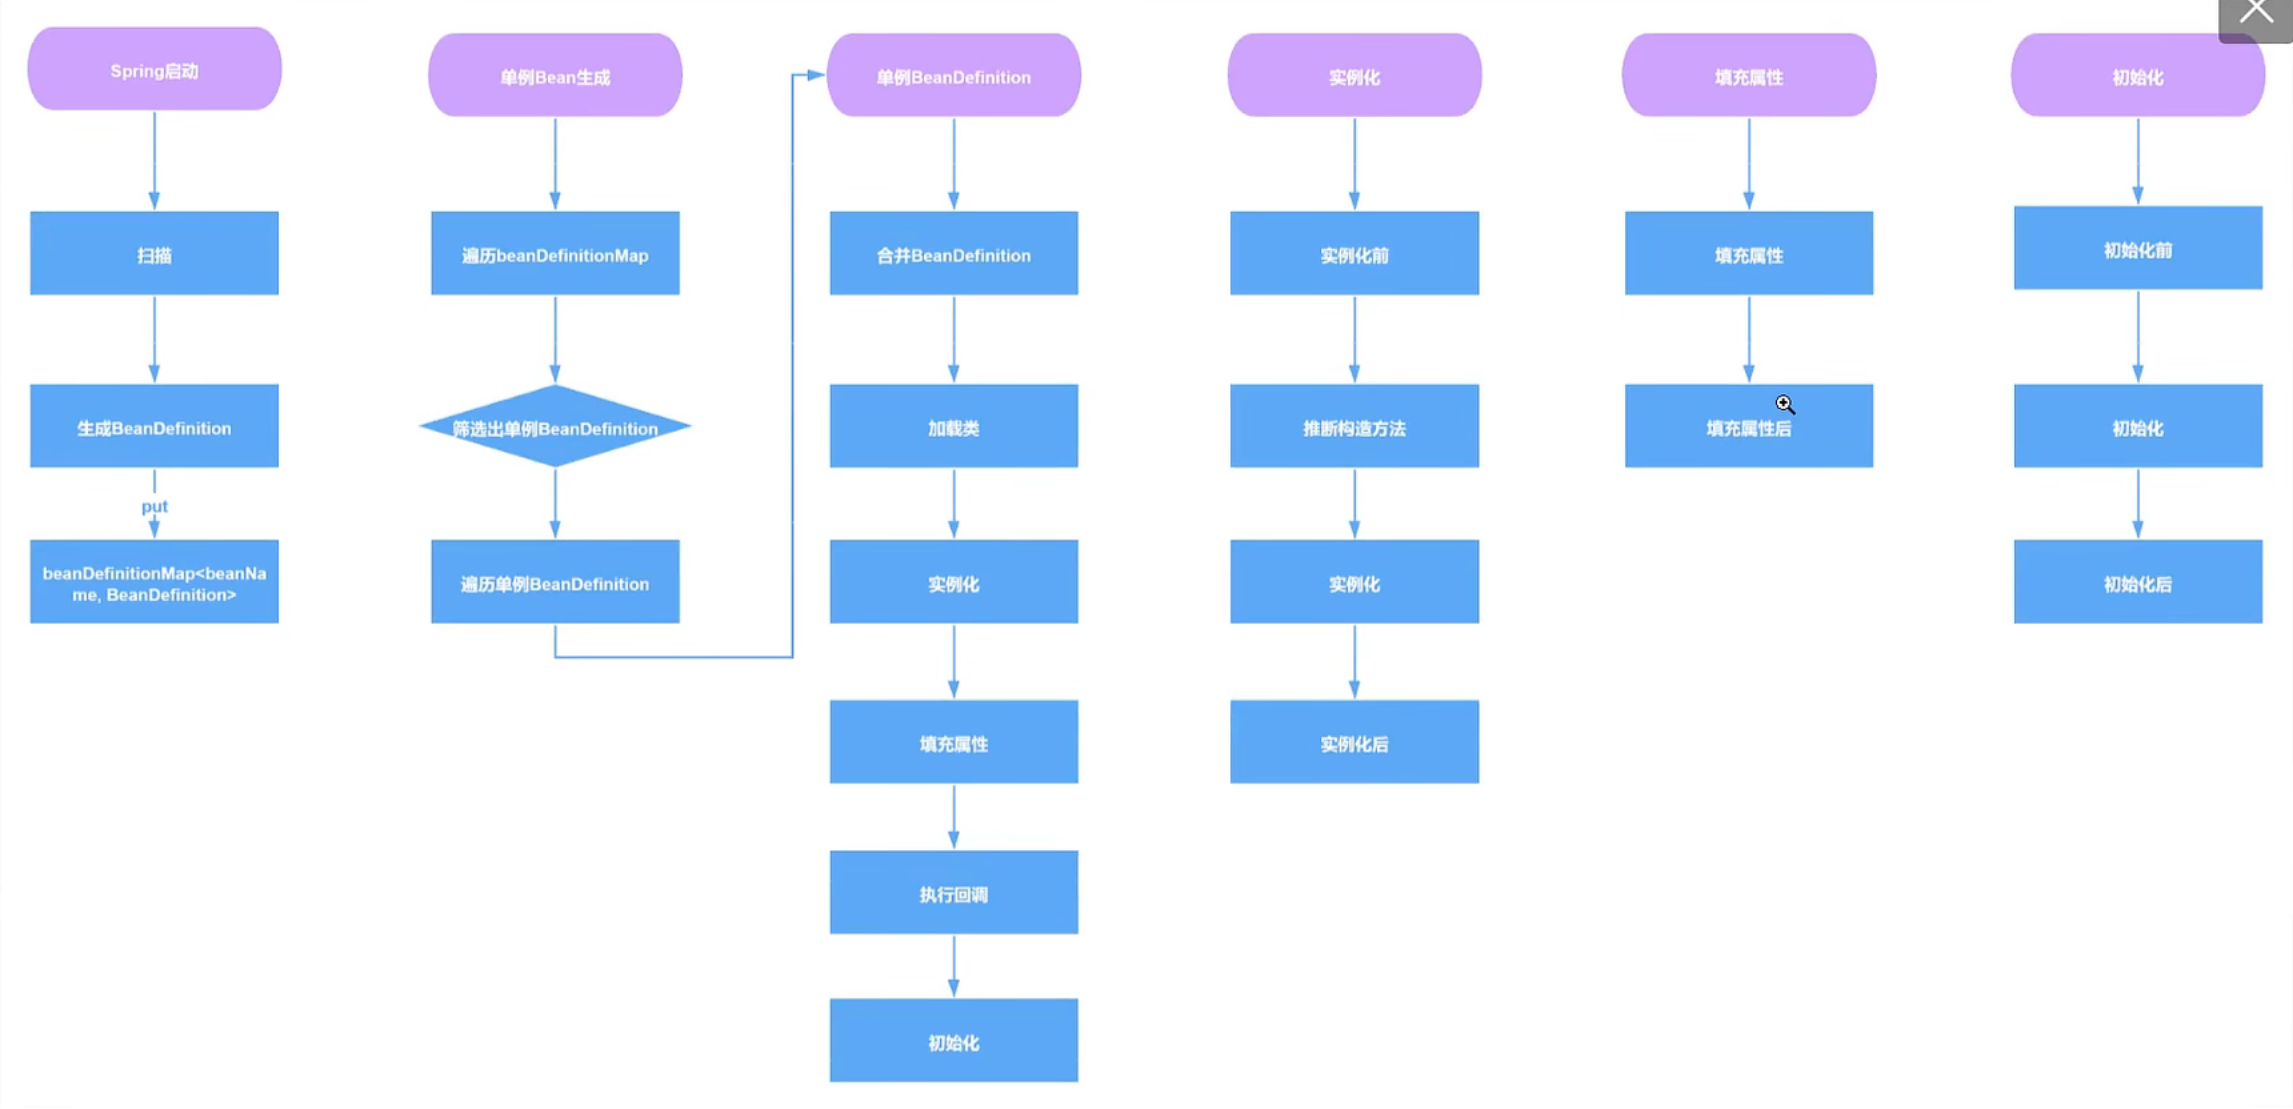 Spring启动
扫描
生成BeanDefinition
put
beanDefinitionMap<beanNa
me, BeanDefinition>
单例Bean生成
遍历beanDefinitionMap
筛选出单例BeanDefinition
遍历单例BeanDefinition
单例BeanDefinition
合并BeanDefinition
加载类
实例化
填充属性
执行回调
初始化
实例化
实例化前
推断构造方法
实例化
实例化后
填充属性
填充属性
填充属性后
初始化
初始化前
初始化
初始化后